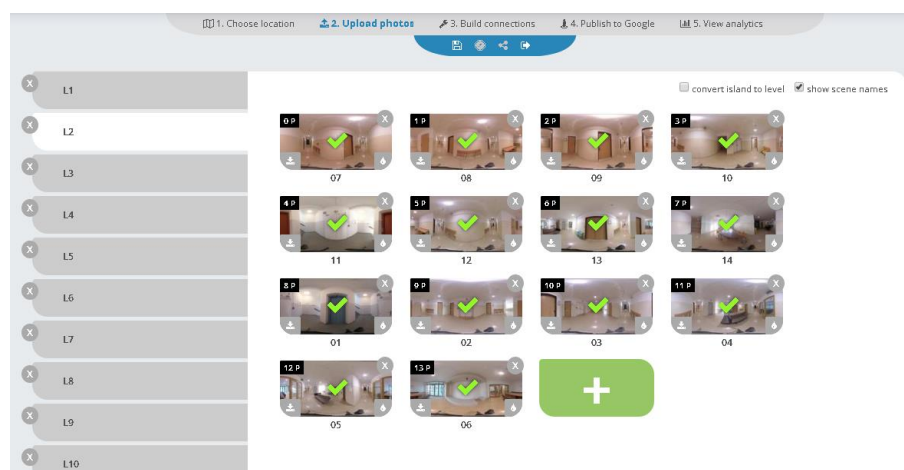 1. Choose location 2. Upload photos 3. Build connections 4. Publish to Google 5. View analytics
convert island to level show scene names
X L1
X L2
X L3
X L4
X L5
X L6
X L7
X L8
X L9
X L10
0 P X 1 P X 2 P X 3 P X
07 08 09 10
4 P X 5 P X 6 P X 7 P X
11 12 13 14
8 P X 9 P X 10 P X 11 P X
01 02 03 04
12 P X 13 P X
05 06